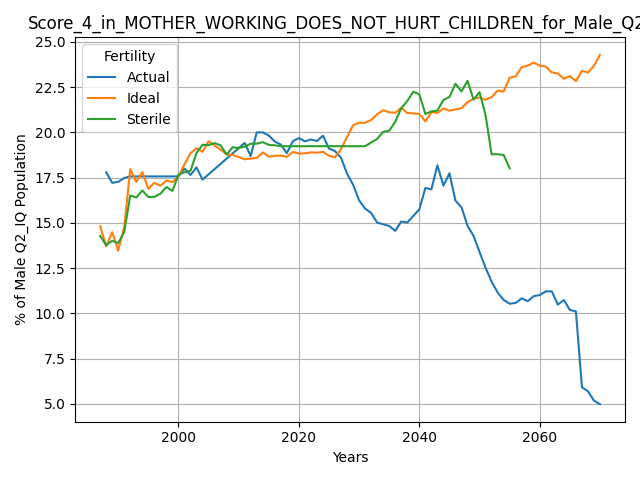 Score_4_in_MOTHER_WORKING_DOES_NOT_HURT_CHILDREN_for_Male_Q2
Fertility
Actual
Ideal
Sterile
25.0
22.5
20.0
17.5
15.0
12.5
10.0
7.5
5.0
% of Male Q2_IQ Population
2000
2020
2040
2060
Years